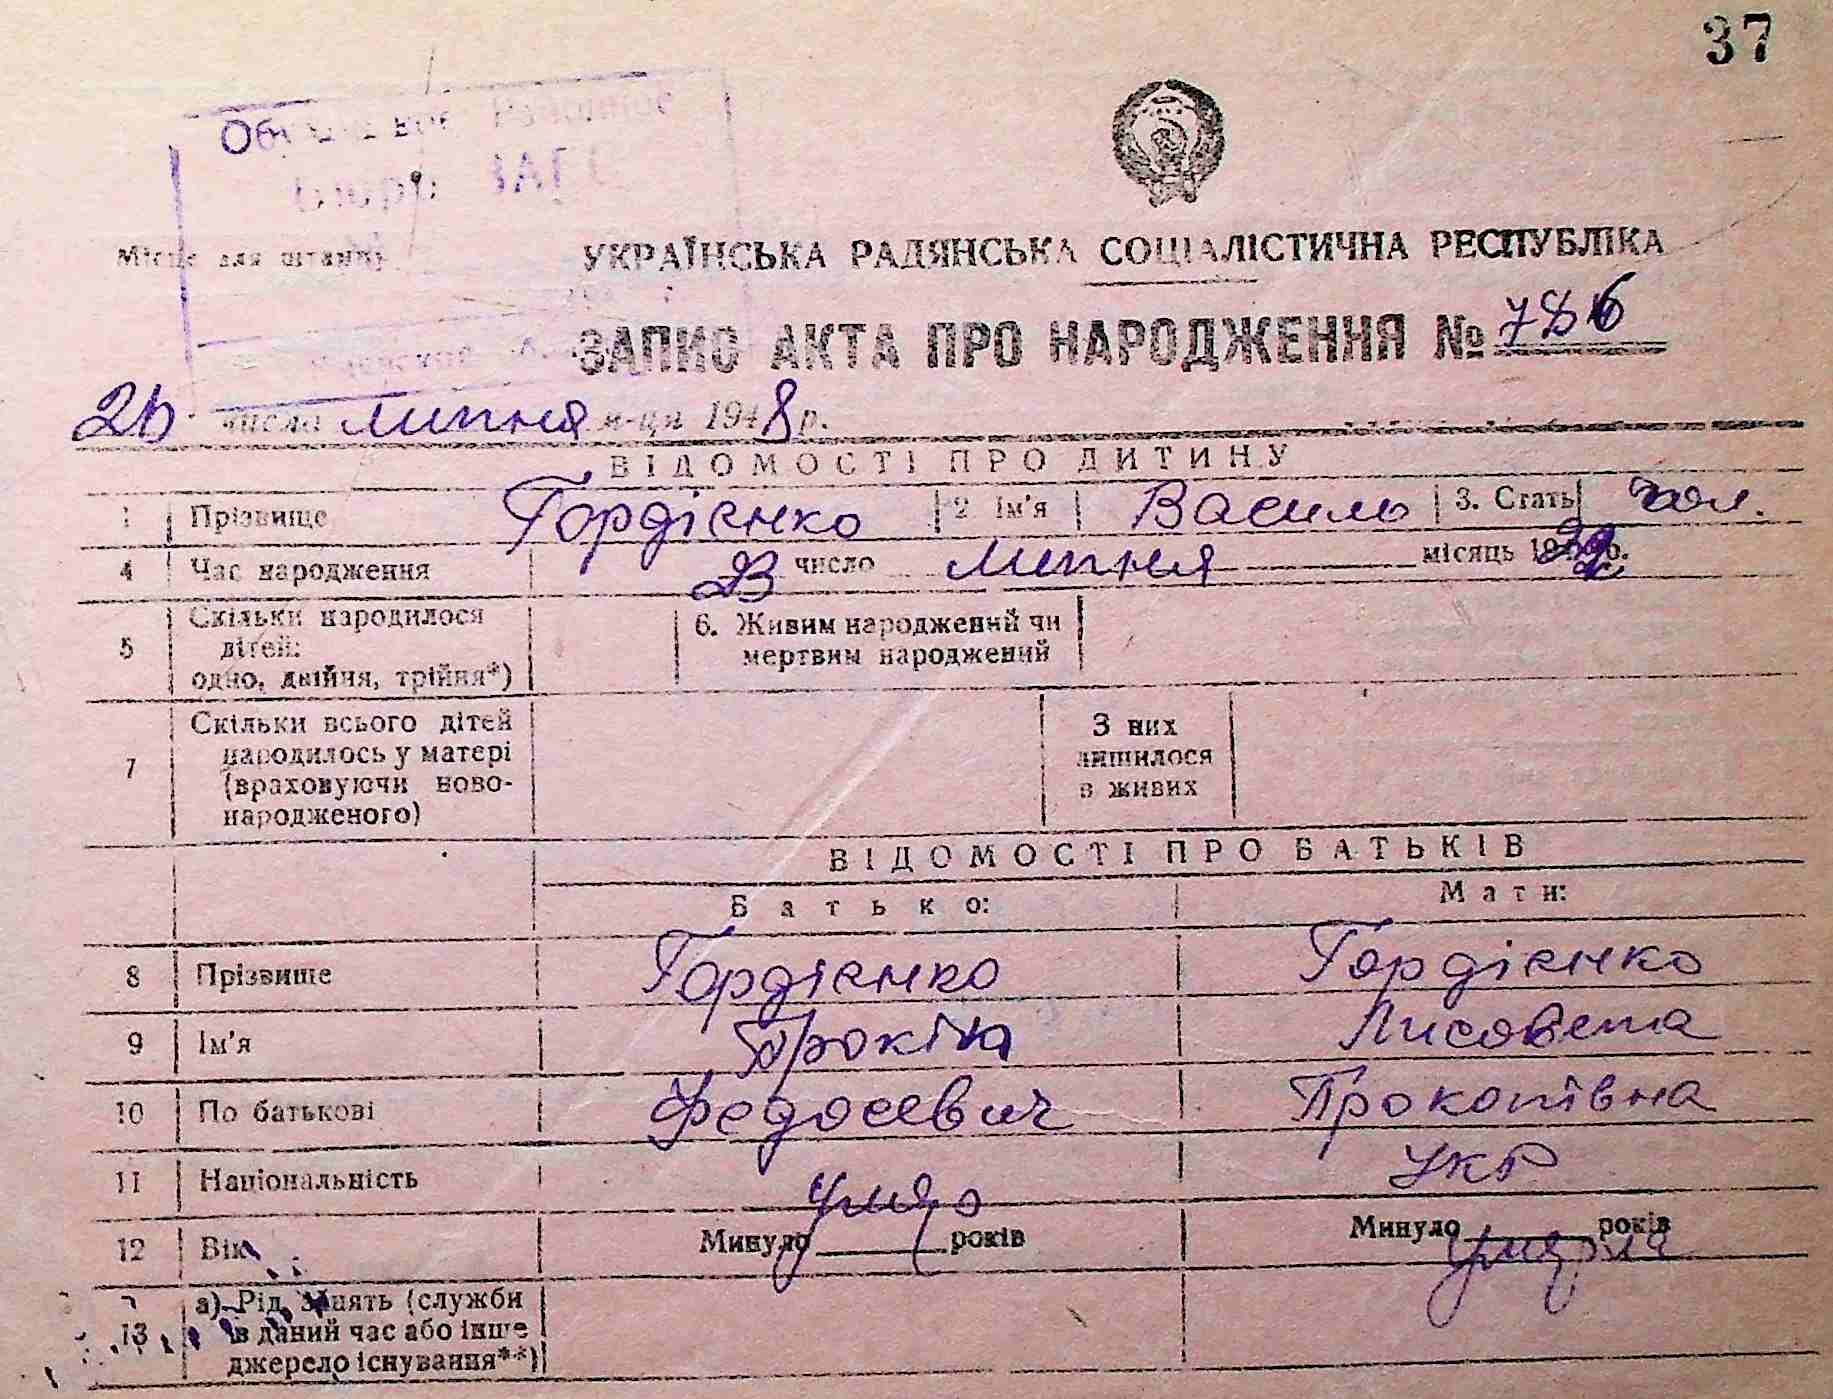 37
Бюро ЗАГС
Місце для штампу
УКРАЇНСЬКА РАДЯНСЬКА СОЦІАЛІСТИЧНА РЕСПУБЛІКА
ЗАПИС АКТА ПРО НАРОДЖЕННЯ № 786
числа липня м-ця 1948 р.
ВІДОМОСТІ ПРО ДИТИНУ
1 Прізвище Гордієнко 2 Ім'я Василь 3. Стать чол.
4 Час народження число липня місяць р.
5 Скільки народилося дітей: одно, двійня, трійня*) 6. Живим народжений чи мертвим народжений
7 Скільки всього дітей народилось у матері (враховуючи новонародженого) З них лишилося в живих
ВІДОМОСТІ ПРО БАТЬКІВ
Батько: Мати:
8 Прізвище Гордієнко Гордієнко
9 Ім'я Прокіп Лисовета
10 По батькові Федосевич Прокопівна
11 Національність УКР
12 Вік Минуло умер років Минуло умерла років
13 а) Рід занять (служби в даний час або інше джерело існування**)